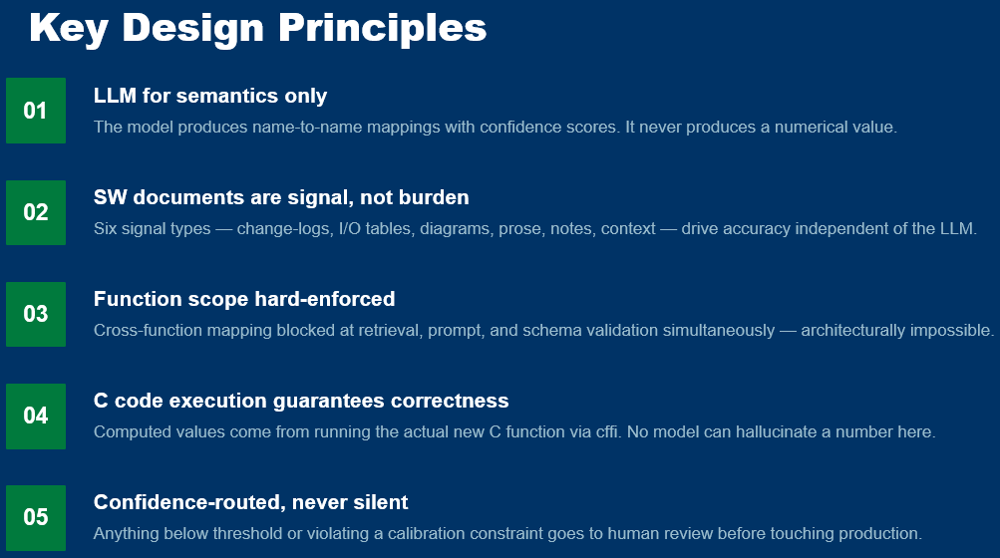 Key Design Principles
01
LLM for semantics only
The model produces name-to-name mappings with confidence scores. It never produces a numerical value.
02
SW documents are signal, not burden
Six signal types — change-logs, I/O tables, diagrams, prose, notes, context — drive accuracy independent of the LLM.
03
Function scope hard-enforced
Cross-function mapping blocked at retrieval, prompt, and schema validation simultaneously — architecturally impossible.
04
C code execution guarantees correctness
Computed values come from running the actual new C function via cffi. No model can hallucinate a number here.
05
Confidence-routed, never silent
Anything below threshold or violating a calibration constraint goes to human review before touching production.